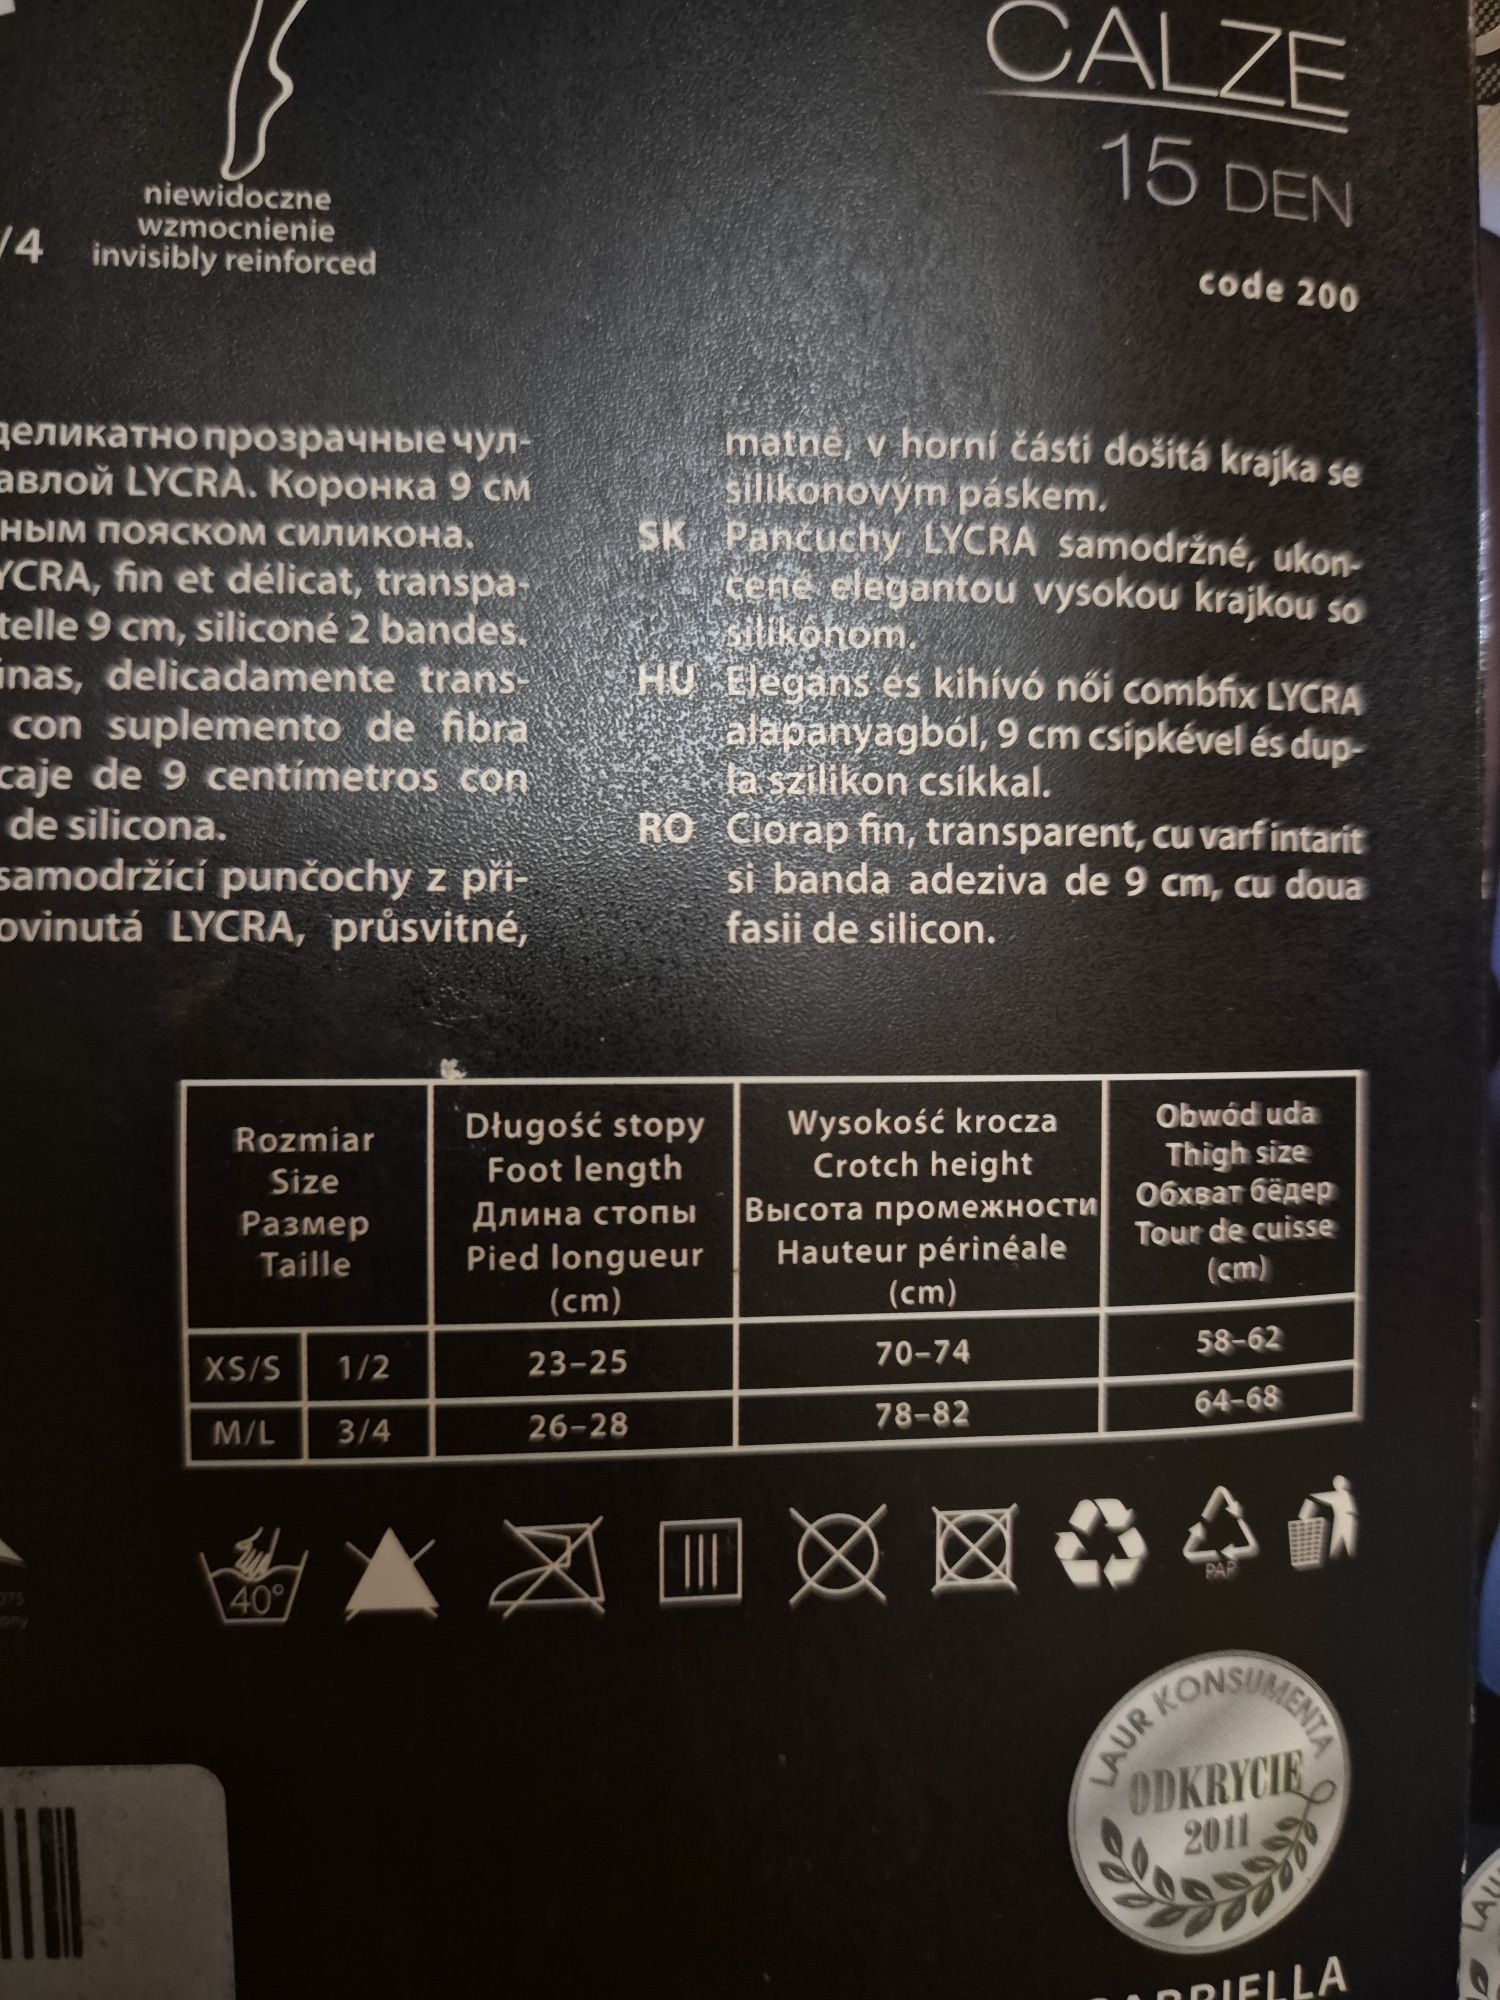 CALZE
15 DEN
code 200
niewidoczne
wzmocnienie
invisibly reinforced
/4
деликатно прозрачные чул-
LYCRA. Коронка 9 см
пояском силикона.
YCRA, fin et délicat, transpa-
telle 9 cm, siliconé 2 bandes.
inas, delicadamente trans-
con suplemento de fibra
caje de 9 centímetros con
de silicona.
samodržící punčochy z při-
ovinutá LYCRA, průsvitné,
matné, v horní části došitá krajka se
silikonovým páskem.
SK Pančuchy LYCRA samodržné, ukon-
čené elegantou vysokou krajkou so
silikônom.
HU Elegáns és kihívó női combfix LYCRA
alapanyagból, 9 cm csipkével és dup-
la szilikon csíkkal.
RO Ciorap fin, transparent, cu varf intarit
si banda adeziva de 9 cm, cu doua
fasii de silicon.
Rozmiar
Size
Размер
Taille
Długość stopy
Foot length
Длина стопы
Pied longueur
(cm)
Wysokość krocza
Crotch height
Высота промежности
Hauteur périnéale
(cm)
Obwód uda
Thigh size
Обхват бёдер
Tour de cuisse
(cm)
XS/S 1/2 23–25 70–74 58–62
M/L 3/4 26–28 78–82 64–68
40°
PAP
LAUR KONSUMENTA
ODKRYCIE
2011
GABRIELLA